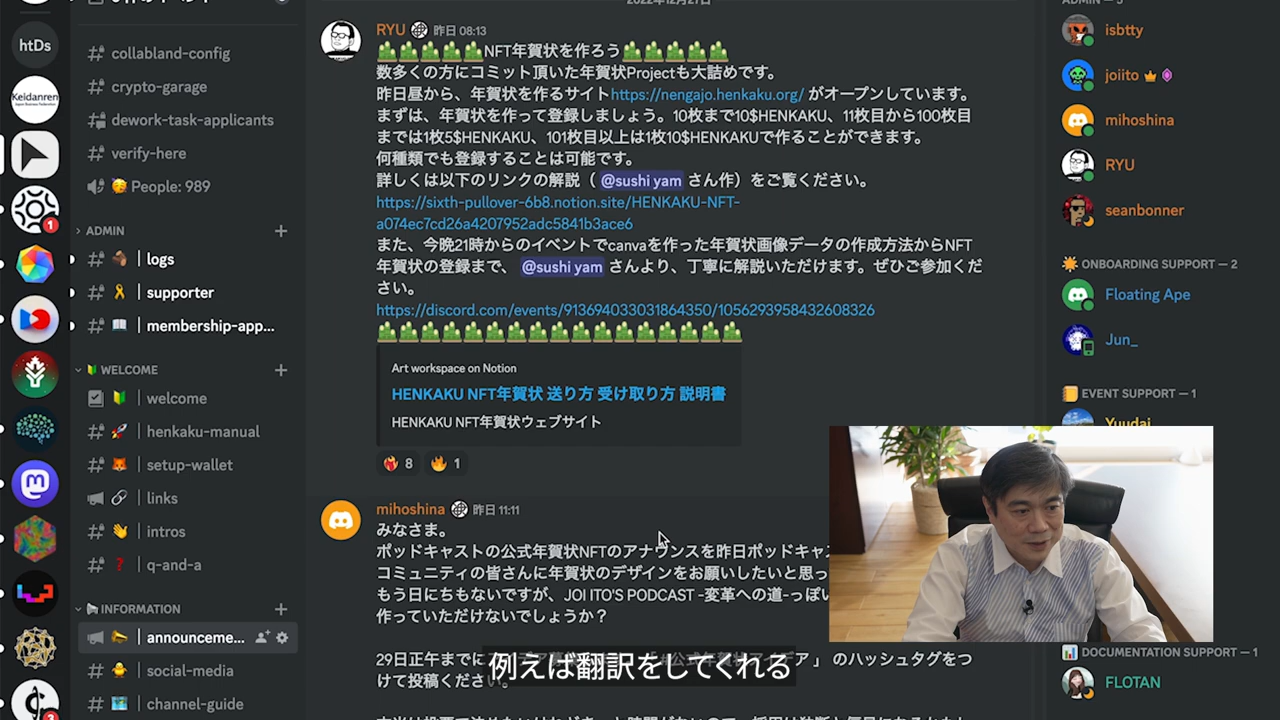 htDs
Keidanren
collabland-config
crypto-garage
dework-task-applicants
verify-here
People: 989
ADMIN
logs
supporter
membership-app...
WELCOME
welcome
henkaku-manual
setup-wallet
links
intros
q-and-a
INFORMATION
announceme...
social-media
channel-guide
2022年12月27日
RYU 昨日 08:13
NFT年賀状を作ろう
数多くの方にコミット頂いた年賀状Projectも大詰めです。
昨日昼から、年賀状を作るサイトhttps://nengajo.henkaku.org/ がオープンしています。
まずは、年賀状を作って登録しましょう。10枚まで10$HENKAKU、11枚目から100枚目
までは1枚5$HENKAKU、101枚目以上は1枚10$HENKAKUで作ることができます。
何種類でも登録することは可能です。
詳しくは以下のリンクの解説（ @sushi yam さん作）をご覧ください。
https://sixth-pullover-6b8.notion.site/HENKAKU-NFT-
a074ec7cd26a4207952adc5841b3ace6
また、今晩21時からのイベントでcanvaを作った年賀状画像データの作成方法からNFT
年賀状の登録まで、 @sushi yam さんより、丁寧に解説いただけます。ぜひご参加くだ
さい。
https://discord.com/events/913694033031864350/1056293958432608326
Art workspace on Notion
HENKAKU NFT年賀状 送り方 受け取り方 説明書
HENKAKU NFT年賀状ウェブサイト
8 1
mihoshina 昨日 11:11
みなさま。
ポッドキャストの公式年賀状NFTのアナウンスを昨日ポッドキャス
コミュニティの皆さんに年賀状のデザインをお願いしたいと思っ
もう日にちもないですが、JOI ITO'S PODCAST -変革への道-っぽい
作っていただけないでしょうか？
29日正午までに
のハッシュタグをつ
けて投稿ください。
例えば翻訳をしてくれる
ADMIN — 5
isbtty
joiito
mihoshina
RYU
seanbonner
ONBOARDING SUPPORT — 2
Floating Ape
Jun_
EVENT SUPPORT — 1
Yuudai
DOCUMENTATION SUPPORT — 1
FLOTAN